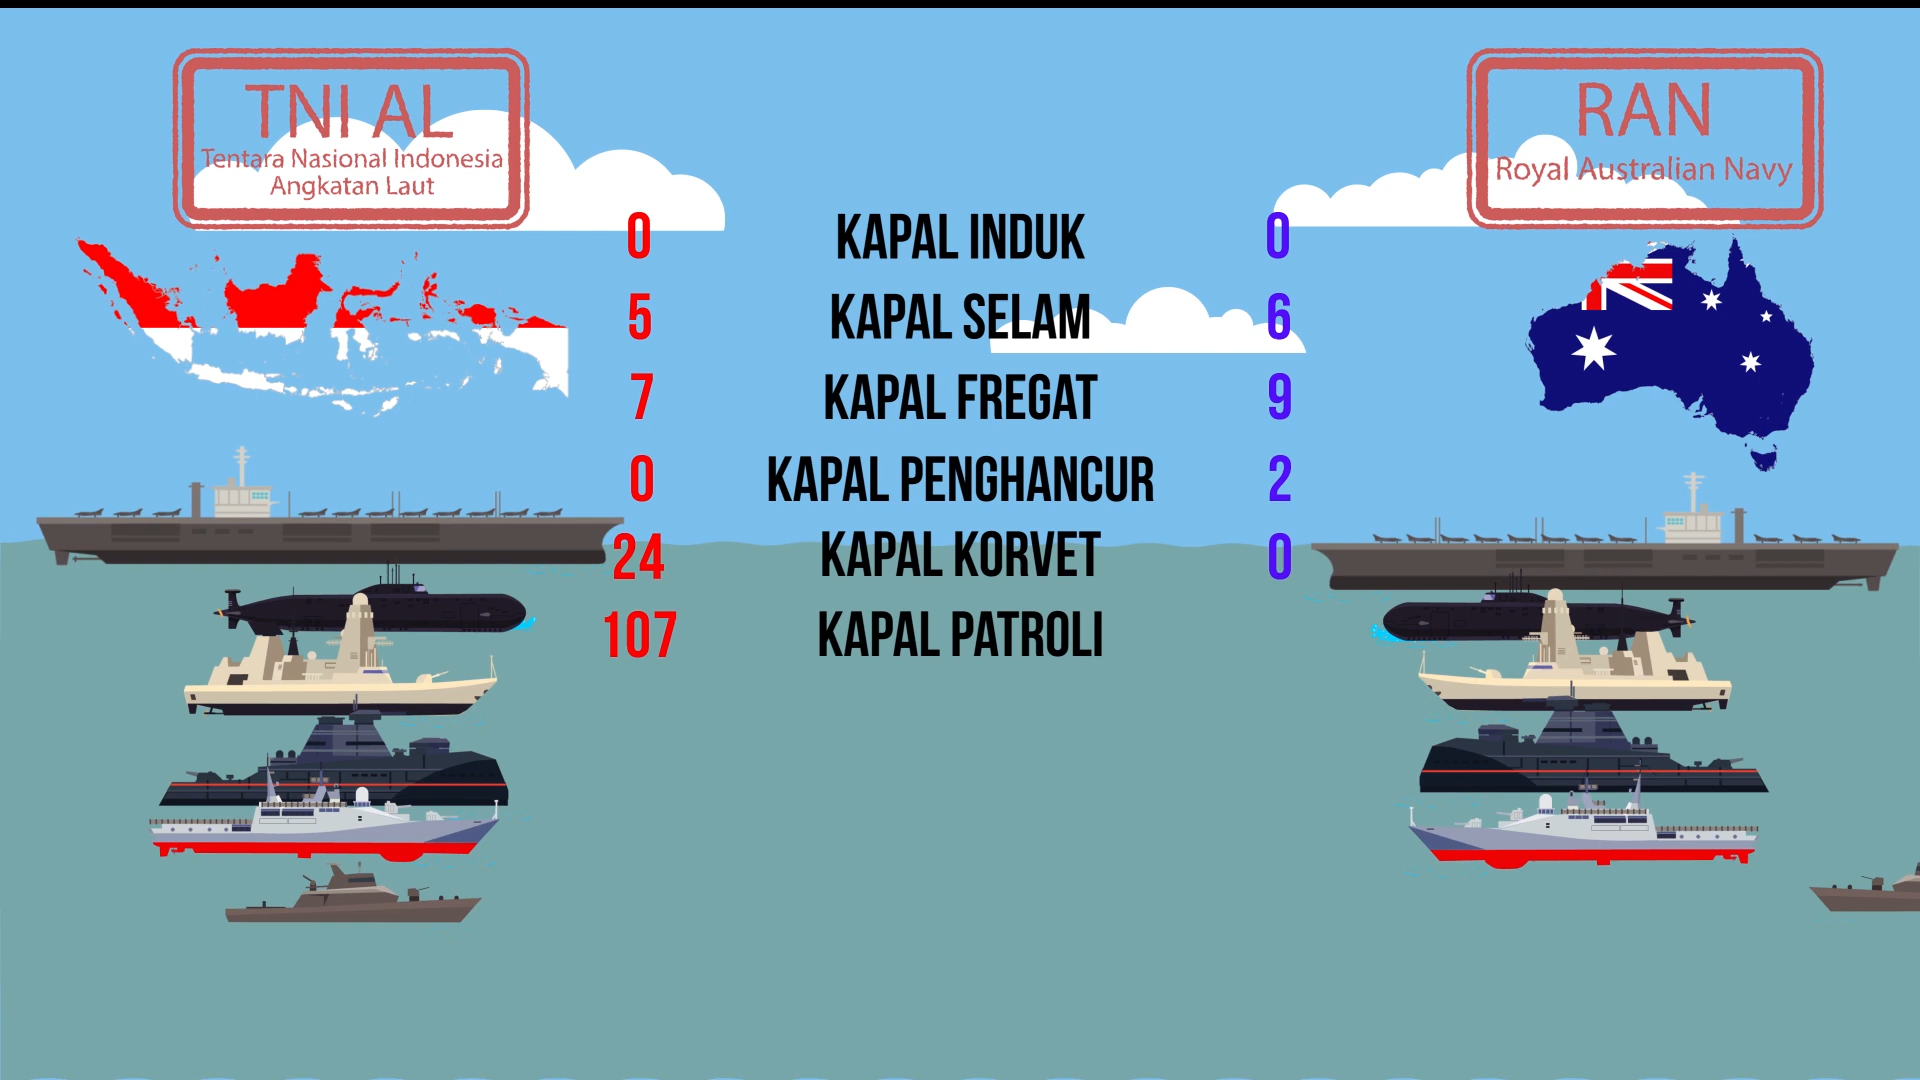 TNI AL
Tentara Nasional Indonesia
Angkatan Laut
RAN
Royal Australian Navy
0 KAPAL INDUK 0
5 KAPAL SELAM 6
7 KAPAL FREGAT 9
0 KAPAL PENGHANCUR 2
24 KAPAL KORVET 0
107 KAPAL PATROLI